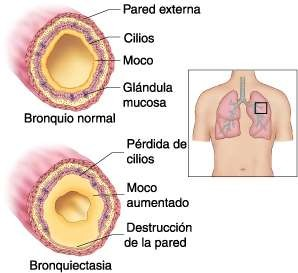 Pared externa
Cilios
Moco
Glándula
mucosa
Bronquio normal
Pérdida de
cilios
Moco
aumentado
Destrucción
de la pared
Bronquiectasia